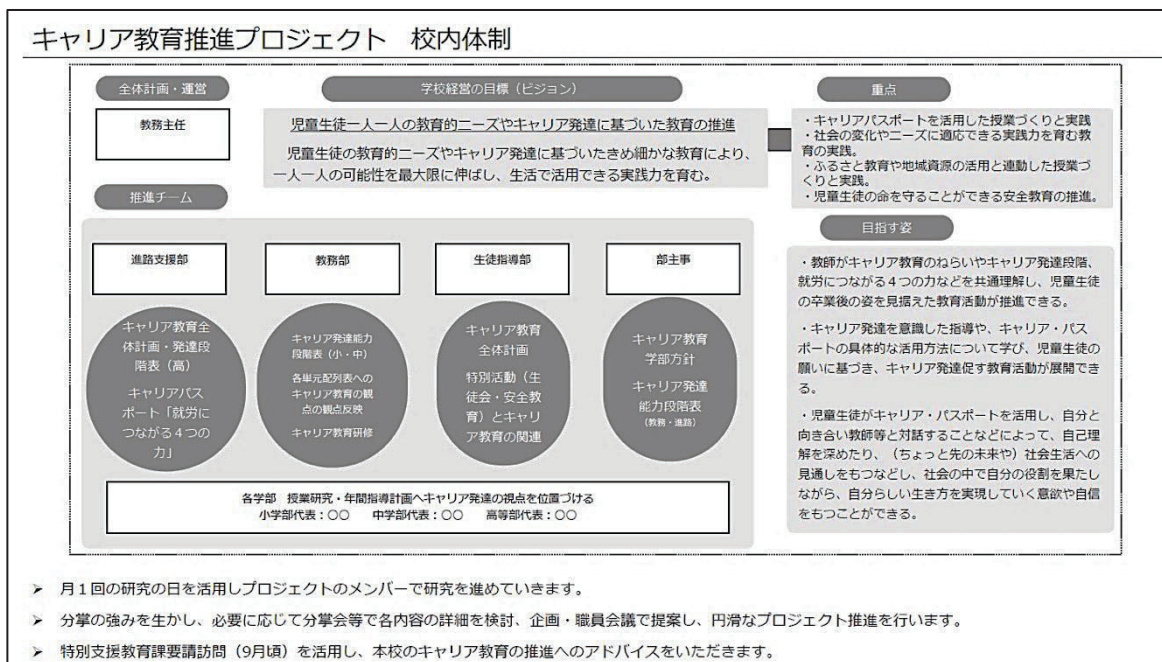 キャリア教育推進プロジェクト 校内体制
全体計画・運営
教務主任
学校経営の目標(ビジョン)
児童生徒一人一人の教育的ニーズやキャリア発達に基づいた教育の推進
児童生徒の教育的ニーズやキャリア発達に基づいたきめ細かな教育により、
一人一人の可能性を最大限に伸ばし、生活で活用できる実践力を育む。
重点
・キャリアパスポートを活用した授業づくりと実践
・社会の変化やニーズに適応できる実践力を育む教
育の実践。
・ふるさと教育や地域資源の活用と連動した授業づ
くりと実践。
・児童生徒の命を守ることができる安全教育の推進。
推進チーム
進路支援部
キャリア教育全
体計画・発達段
階表(高)
キャリアパス
ポート「就労に
つながる4つの
力」
教務部
キャリア発達能力
段階表(小・中)
各単元配列表への
キャリア教育の観
点の観点反映
キャリア教育研修
生徒指導部
キャリア教育
全体計画
特別活動(生
徒会・安全教
育)とキャリ
ア教育の関連
部主事
キャリア教育
学部方針
キャリア発達
能力段階表
(教務・進路)
各学部 授業研究・年間指導計画へキャリア発達の視点を位置づける
小学部代表:〇〇 中学部代表:〇〇 高等部代表:〇〇
目指す姿
・教師がキャリア教育のねらいやキャリア発達段階、
就労につながる4つの力などを共通理解し、児童生徒
の卒業後の姿を見据えた教育活動が推進できる。
・キャリア発達を意識した指導や、キャリア・パス
ポートの具体的な活用方法について学び、児童生徒の
願いに基づき、キャリア発達促す教育活動が展開でき
る。
・児童生徒がキャリア・パスポートを活用し、自分と
向き合い教師等と対話することなどによって、自己理
解を深めたり、(ちょっと先の未来や)社会生活への
見通しをもつなどし、社会の中で自分の役割を果たし
ながら、自分らしい生き方を実現していく意欲や自信
をもつことができる。
➢ 月1回の研究の日を活用しプロジェクトのメンバーで研究を進めていきます。
➢ 分掌の強みを生かし、必要に応じて分掌会等で各内容の詳細を検討、企画・職員会議で提案し、円滑なプロジェクト推進を行います。
➢ 特別支援教育課要請訪問(9月頃)を活用し、本校のキャリア教育の推進へのアドバイスをいただきます。